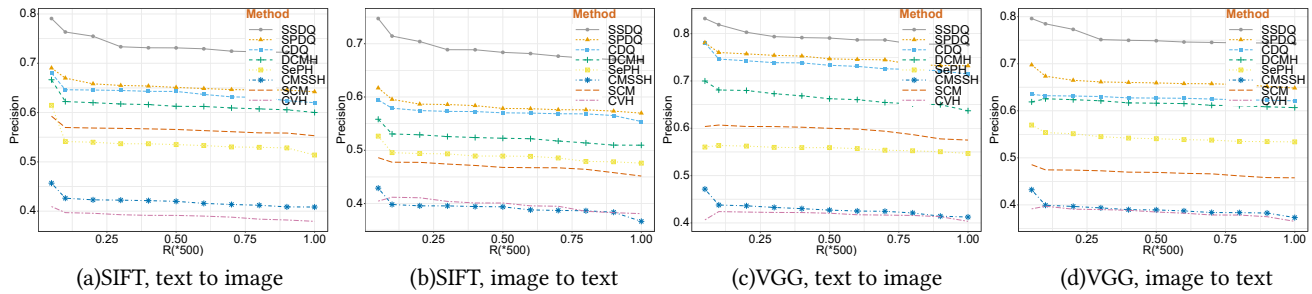 Method
SSDQ
SPDQ
CDQ
DCMH
SePH
CMSSH
SCM
CVH
Precision
0.8
0.7
0.6
0.5
0.4
0.25
0.50
0.75
1.00
R(*500)
(a)SIFT, text to image
Method
SSDQ
SPDQ
CDQ
DCMH
SePH
CMSSH
SCM
CVH
Precision
0.7
0.6
0.5
0.4
0.25
0.50
0.75
1.00
R(*500)
(b)SIFT, image to text
Method
SSDQ
SPDQ
CDQ
DCMH
SePH
CMSSH
SCM
CVH
Precision
0.8
0.7
0.6
0.5
0.4
0.25
0.50
0.75
1.00
R(*500)
(c)VGG, text to image
Method
SSDQ
SPDQ
CDQ
DCMH
SePH
CMSSH
SCM
CVH
Precision
0.8
0.7
0.6
0.5
0.4
0.25
0.50
0.75
1.00
R(*500)
(d)VGG, image to text